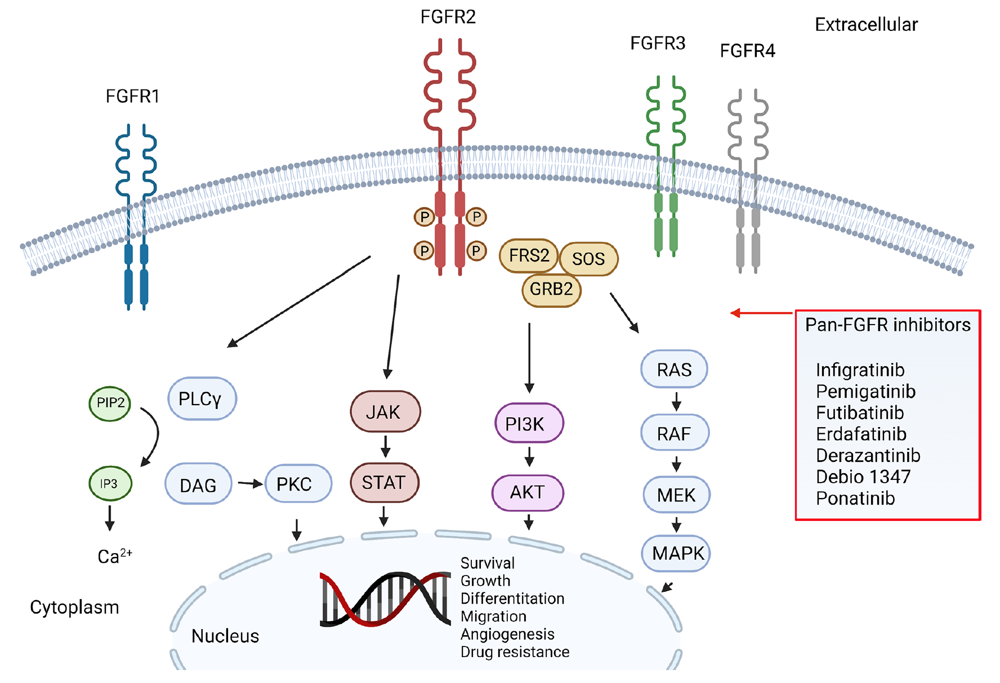 FGFR2
Extracellular
FGFR3
FGFR4
FGFR1
P
P
P
P
FRS2
SOS
GRB2
Pan-FGFR inhibitors
Infigratinib
Pemigatinib
Futibatinib
Erdafatinib
Derazantinib
Debio 1347
Ponatinib
PIP2
PLCγ
JAK
PI3K
RAS
RAF
IP3
DAG
PKC
STAT
AKT
MEK
MAPK
Ca²⁺
Cytoplasm
Nucleus
Survival
Growth
Differentitation
Migration
Angiogenesis
Drug resistance